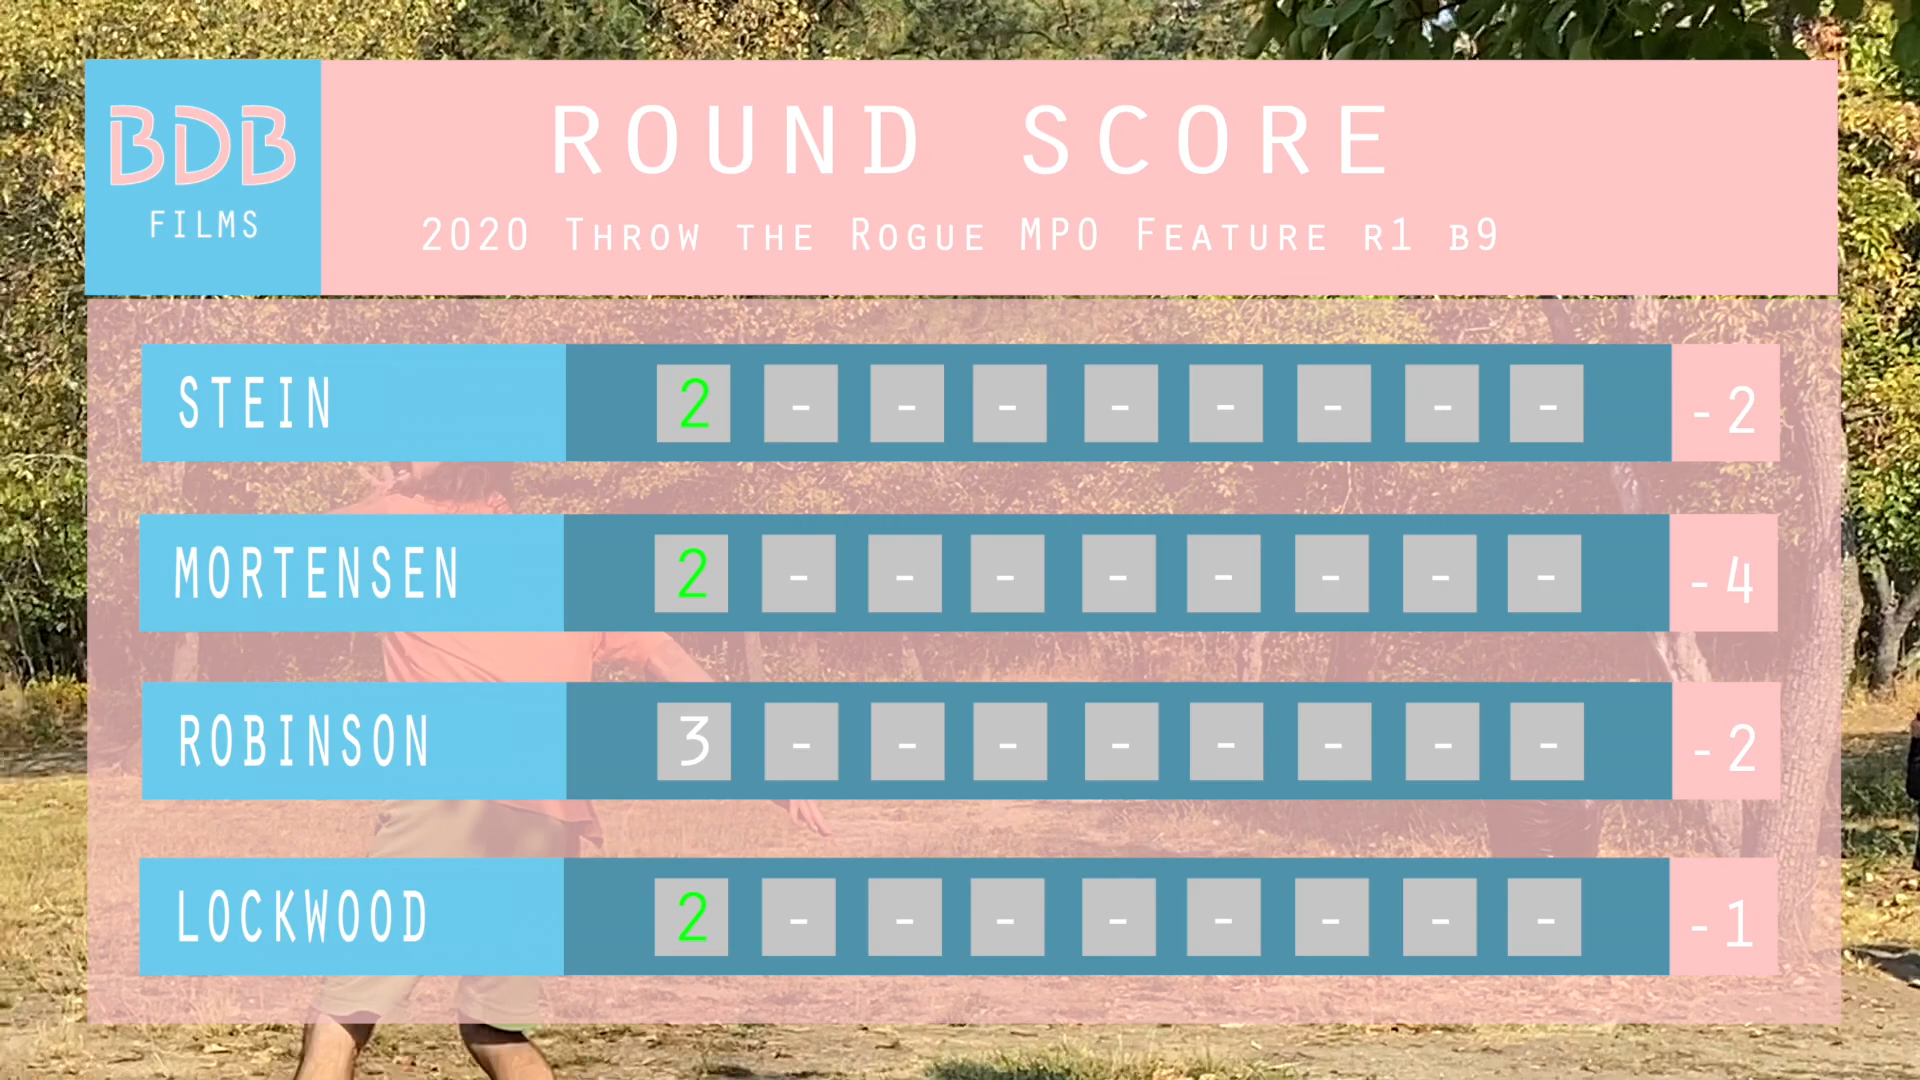 BDB
FILMS
ROUND SCORE
2020 THROW THE ROGUE MPO FEATURE R1 B9
STEIN 2 - - - - - - - - -2
MORTENSEN 2 - - - - - - - - -4
ROBINSON 3 - - - - - - - - -2
LOCKWOOD 2 - - - - - - - - -1